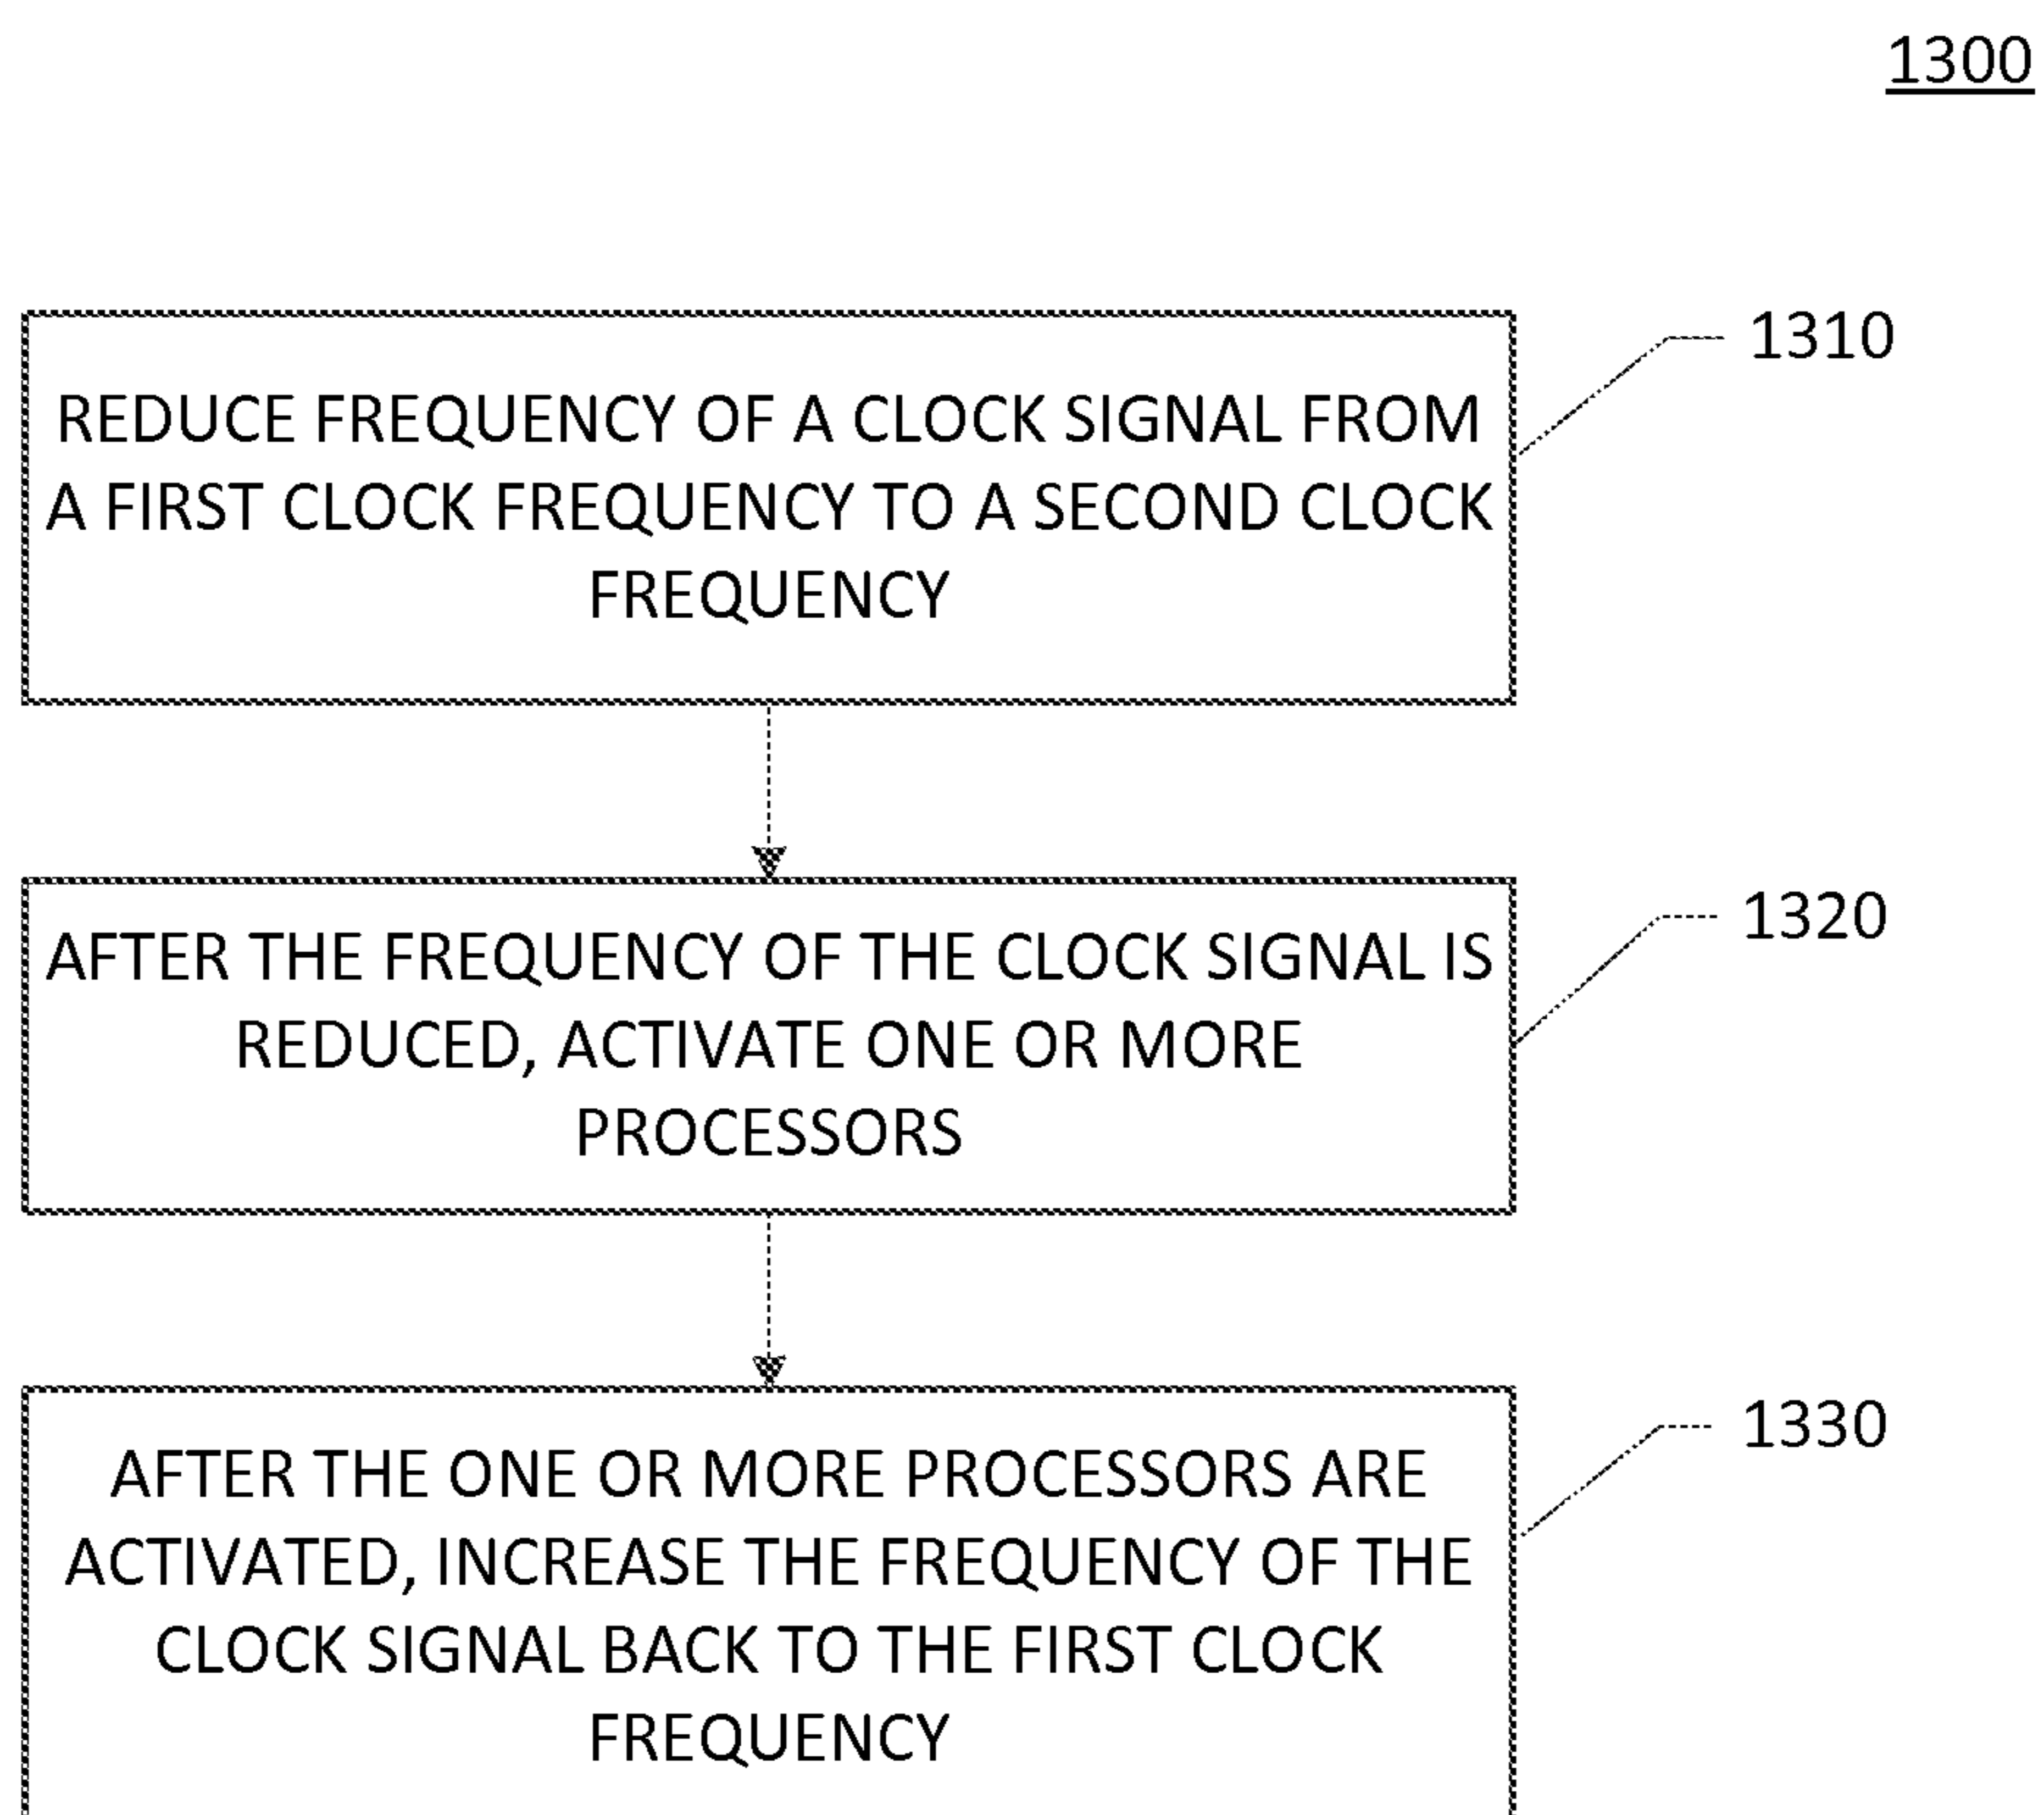 1300
REDUCE FREQUENCY OF A CLOCK SIGNAL FROM
A FIRST CLOCK FREQUENCY TO A SECOND CLOCK
FREQUENCY
1310
AFTER THE FREQUENCY OF THE CLOCK SIGNAL IS
REDUCED, ACTIVATE ONE OR MORE
PROCESSORS
1320
AFTER THE ONE OR MORE PROCESSORS ARE
ACTIVATED, INCREASE THE FREQUENCY OF THE
CLOCK SIGNAL BACK TO THE FIRST CLOCK
FREQUENCY
1330